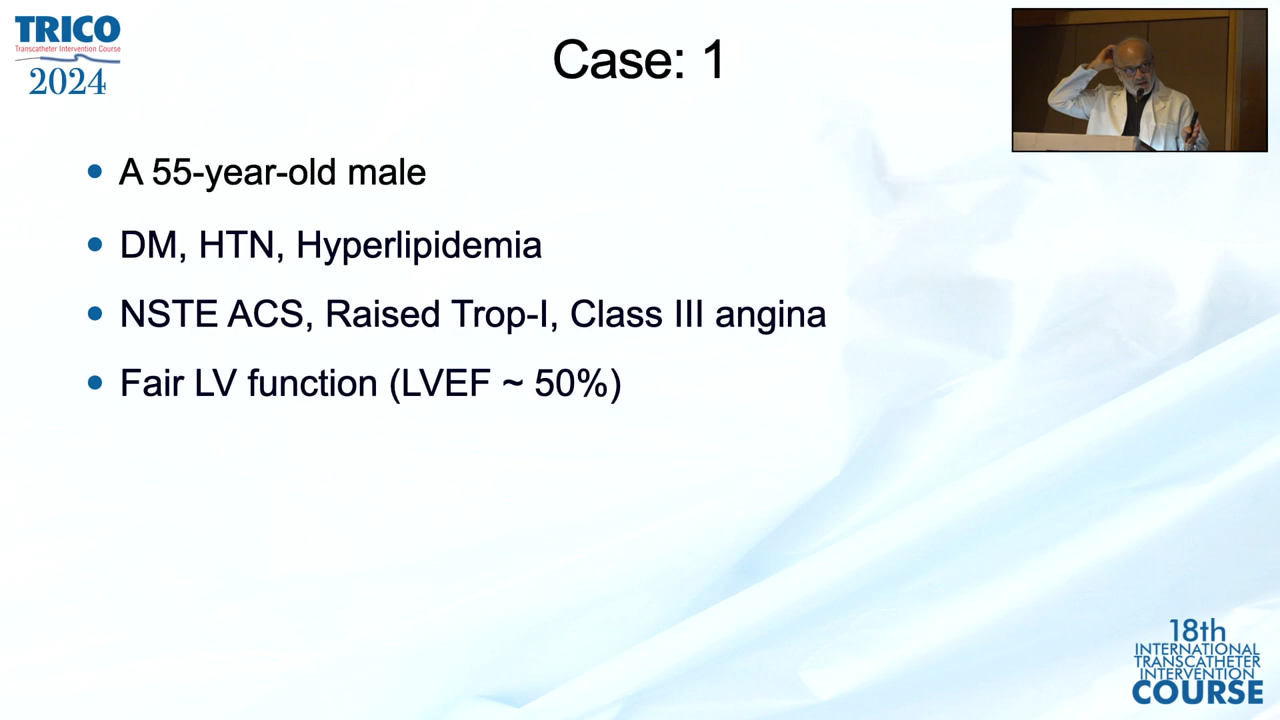 TRICO
Transcatheter Intervention Course
2024
Case: 1
• A 55-year-old male
• DM, HTN, Hyperlipidemia
• NSTE ACS, Raised Trop-I, Class III angina
• Fair LV function (LVEF ~ 50%)
18th
INTERNATIONAL
TRANSCATHETER
INTERVENTION
COURSE